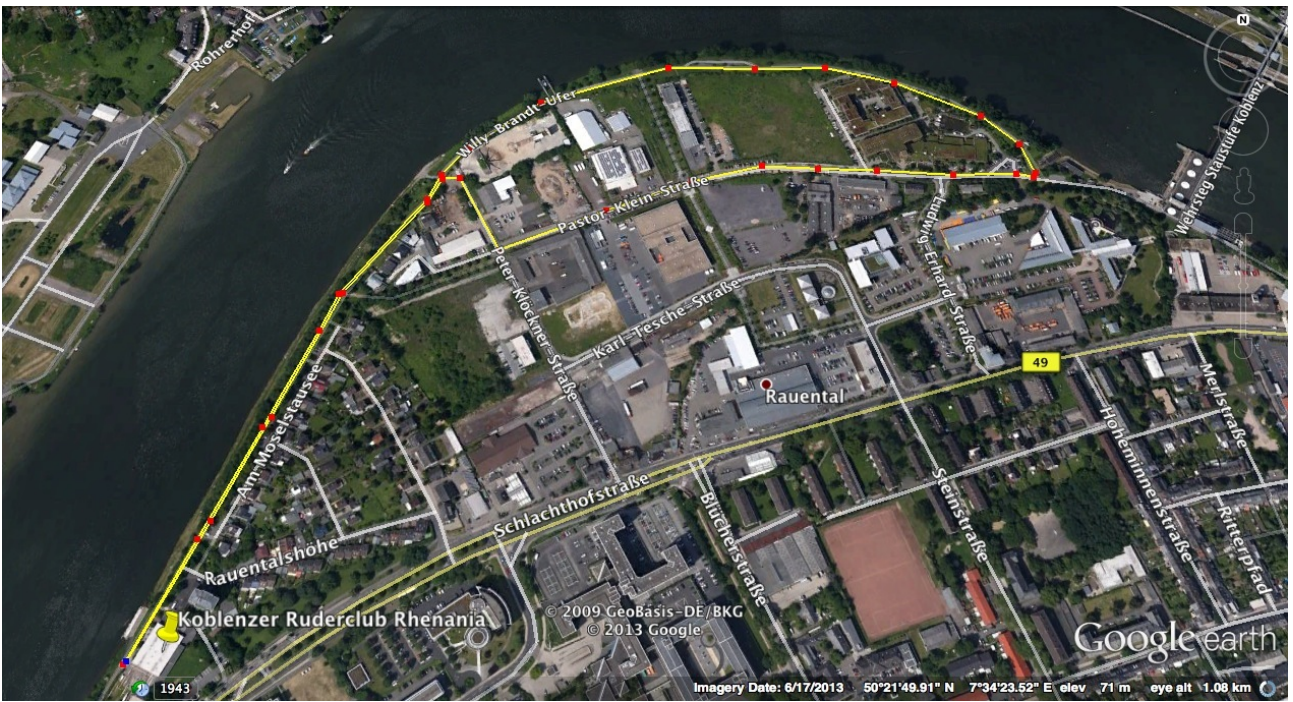 N
Rohrerhof
Willy-Brandt-Ufer
Wehrsteg Staustufe Koblenz
Pastor-Klein-Straße
Ludwig-Erhard-Straße
Peter-Klöckner-Straße
Karl-Tesche-Straße
49
Rauental
Am Moselstausee
Merlstraße
Hohenzinnenstraße
Steinstraße
Schlachthofstraße
Blücherstraße
Ritterpfad
Rauentalshöhe
Koblenzer Ruderclub Rhenania
© 2009 GeoBasis-DE/BKG
© 2013 Google
Google earth
1943
Imagery Date: 6/17/2013 50°21'49.91" N 7°34'23.52" E elev 71 m eye alt 1.08 km